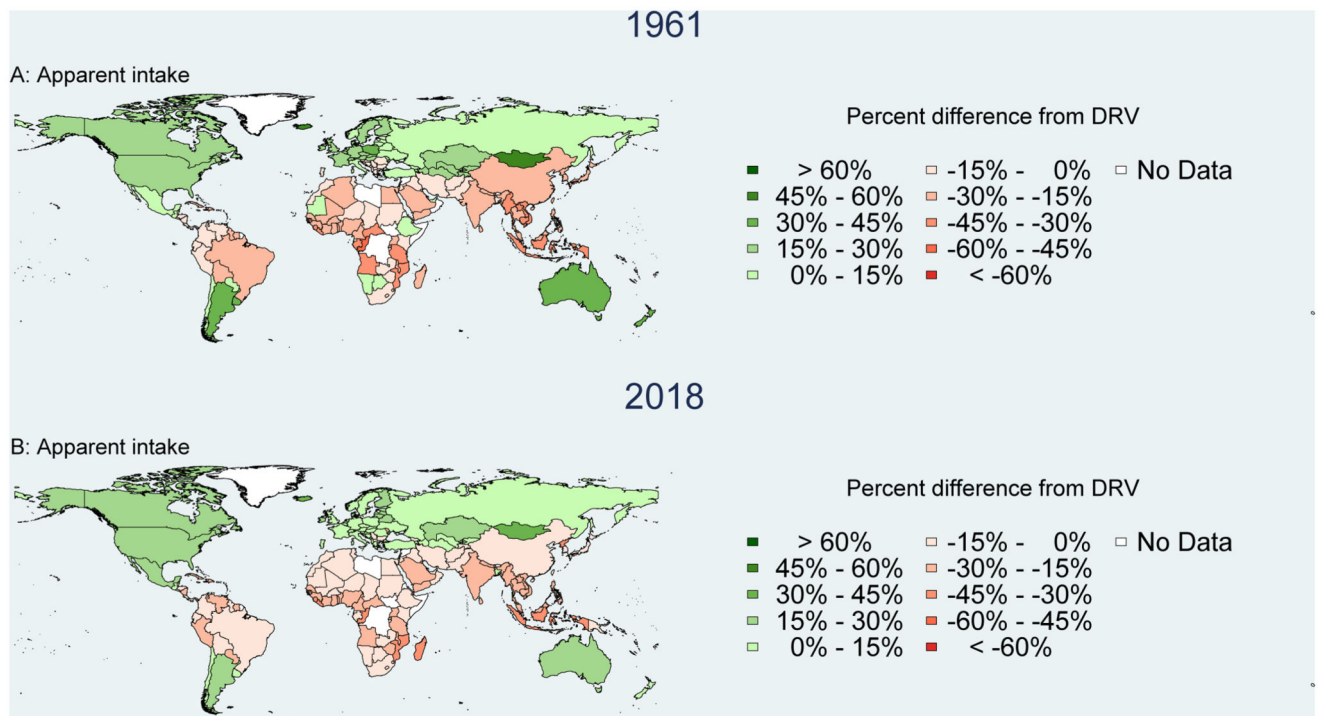 1961
A: Apparent intake
Percent difference from DRV
> 60% -15% - 0% No Data
45% - 60% -30% - -15%
30% - 45% -45% - -30%
15% - 30% -60% - -45%
0% - 15% < -60%
2018
B: Apparent intake
Percent difference from DRV
> 60% -15% - 0% No Data
45% - 60% -30% - -15%
30% - 45% -45% - -30%
15% - 30% -60% - -45%
0% - 15% < -60%